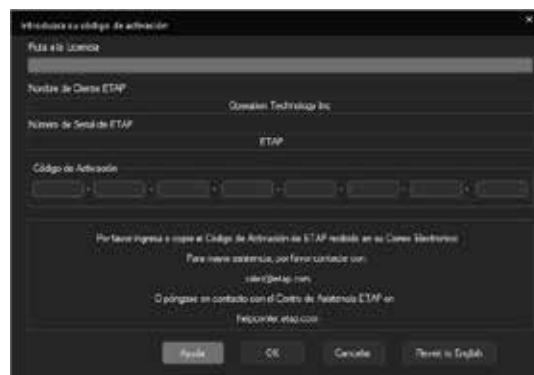 Introduzca su código de activación
Ruta a la Licencia
Nombre de Cliente ETAP
Operation Technology Inc
Número de Serial de ETAP
ETAP
Código de Activación
Por favor ingresa o copie el Código de Activación de ETAP recibido en su Correo Electronico
Para mayor asistencia, por favor contacte con:
@etap.com
O póngase en contacto con el Centro de Asistencia ETAP en
helpcenter.etap.com
Ayuda OK Cancelar Revert to English